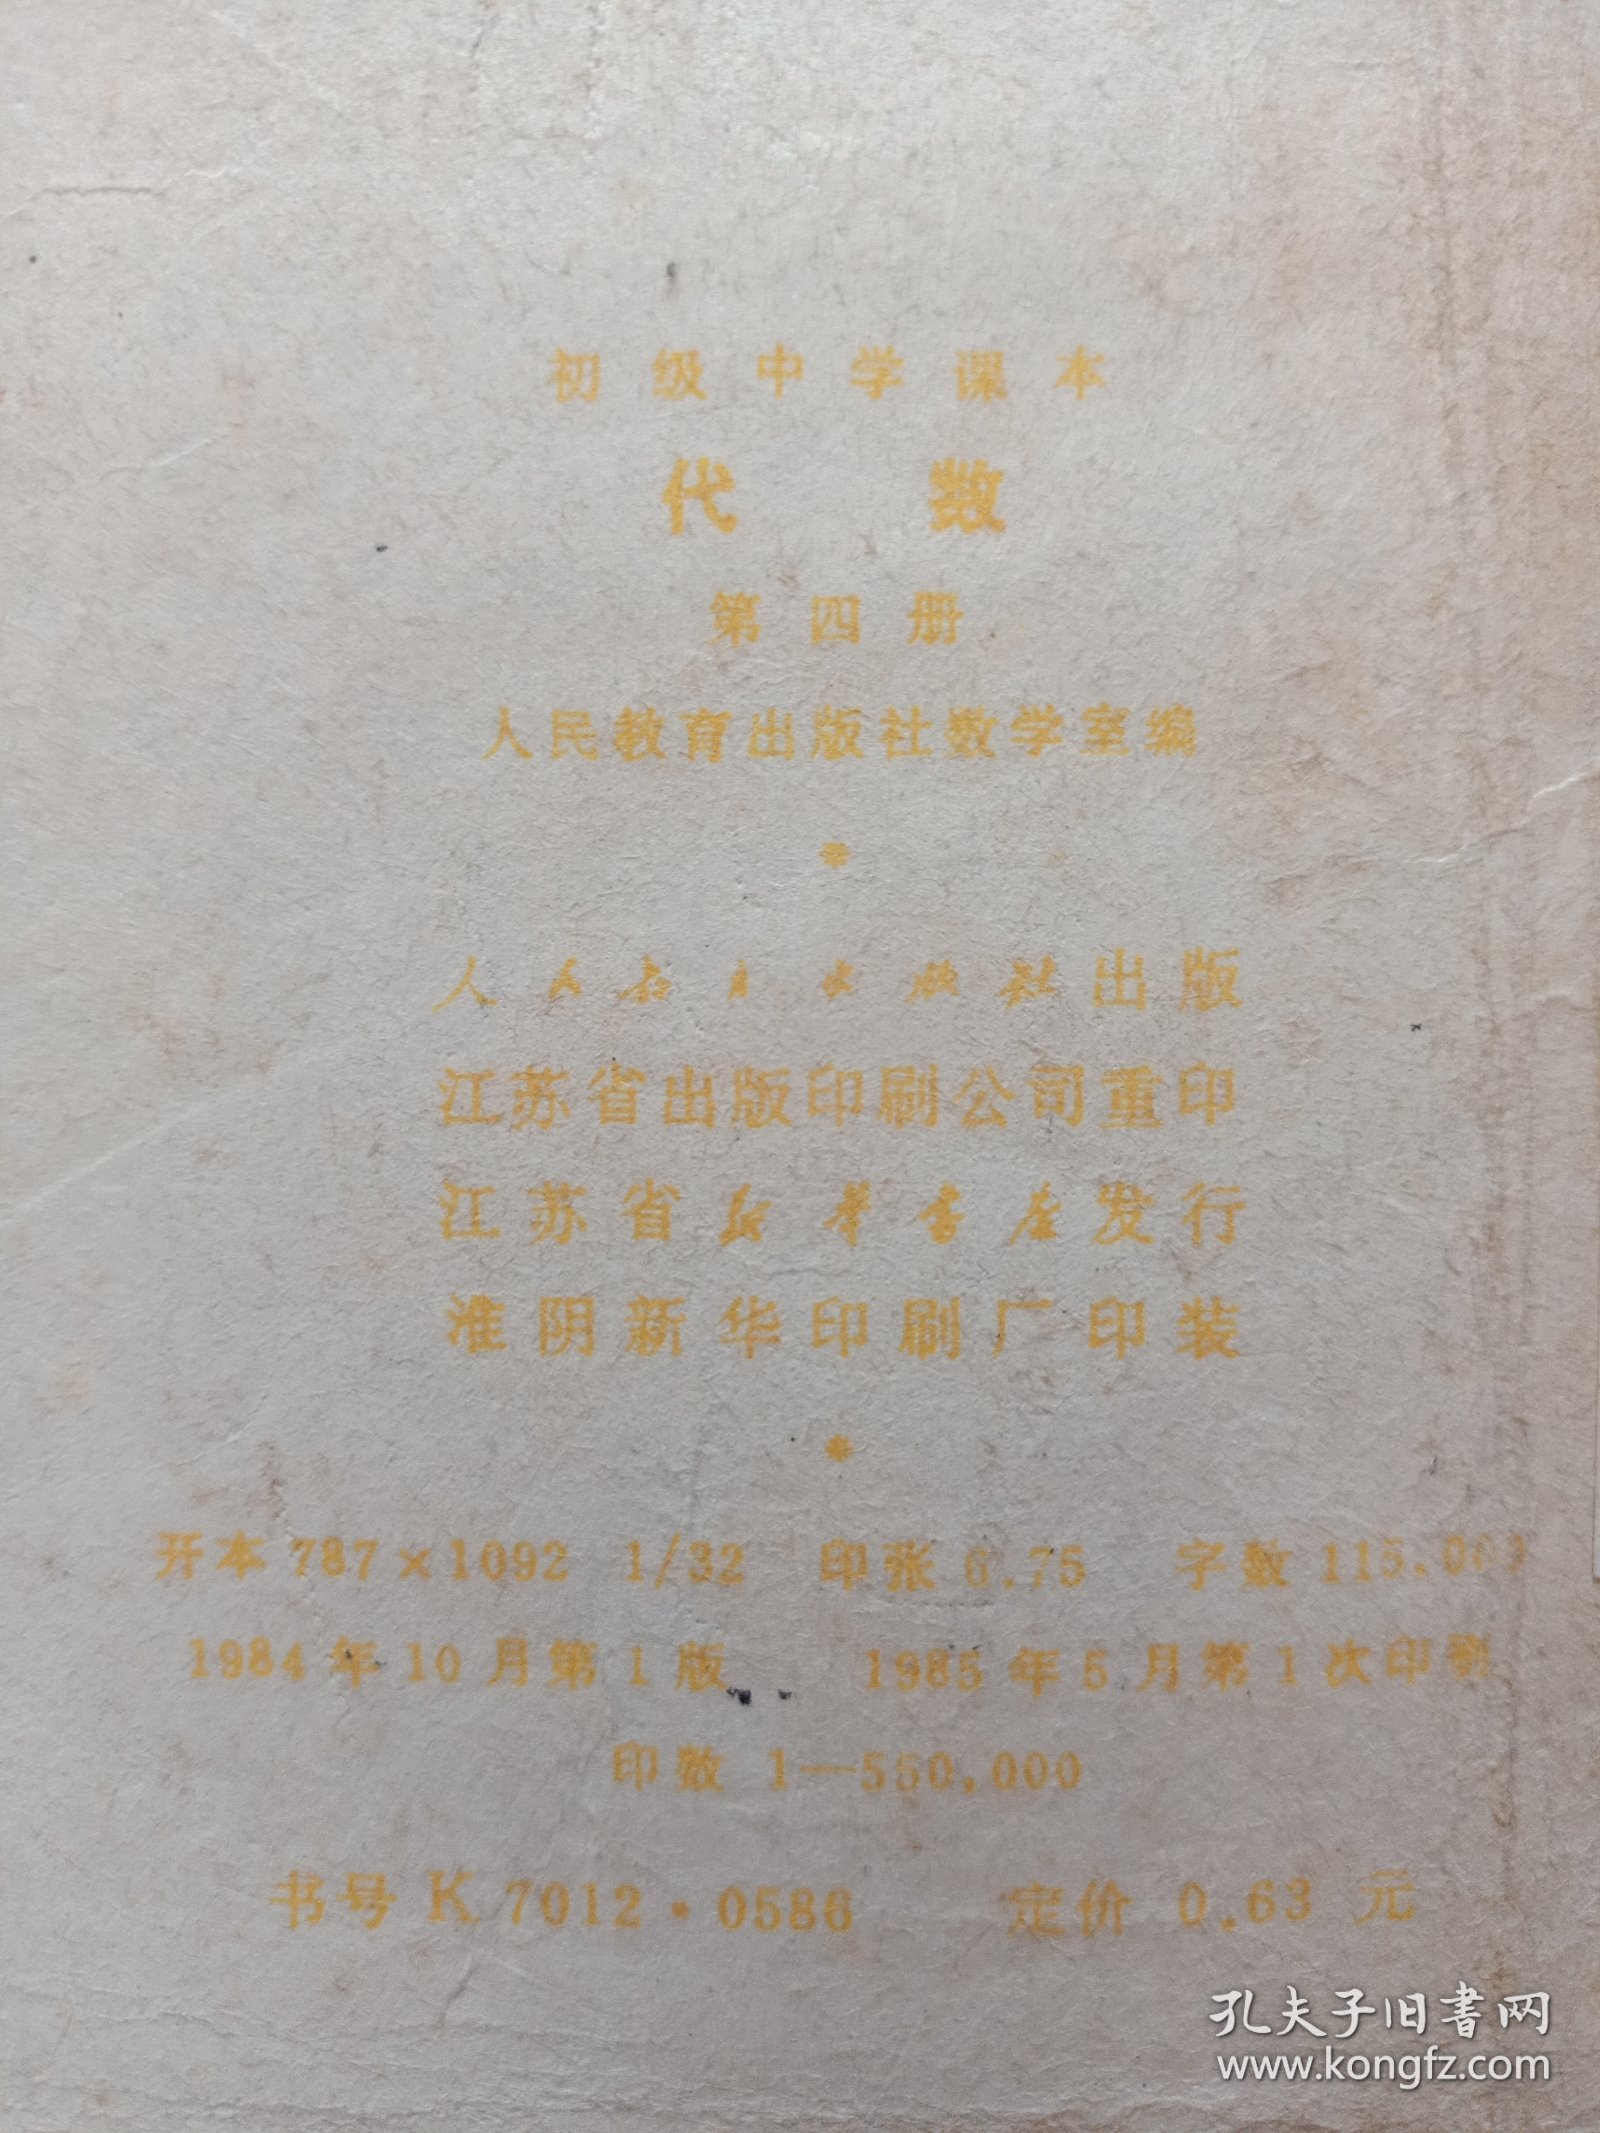 初级中学课本
代数
第四册
人民教育出版社数学室编
*
人民教育出版社出版
江苏省出版印刷公司重印
江苏省新华书店发行
淮阴新华印刷厂印装
*
开本 787×1092 1/32 印张 6.75 字数 115,000
1984年10月第1版 1985年5月第1次印刷
印数 1—550,000
书号 K 7012·0586 定价 0.63 元
孔夫子旧书网
www.kongfz.com